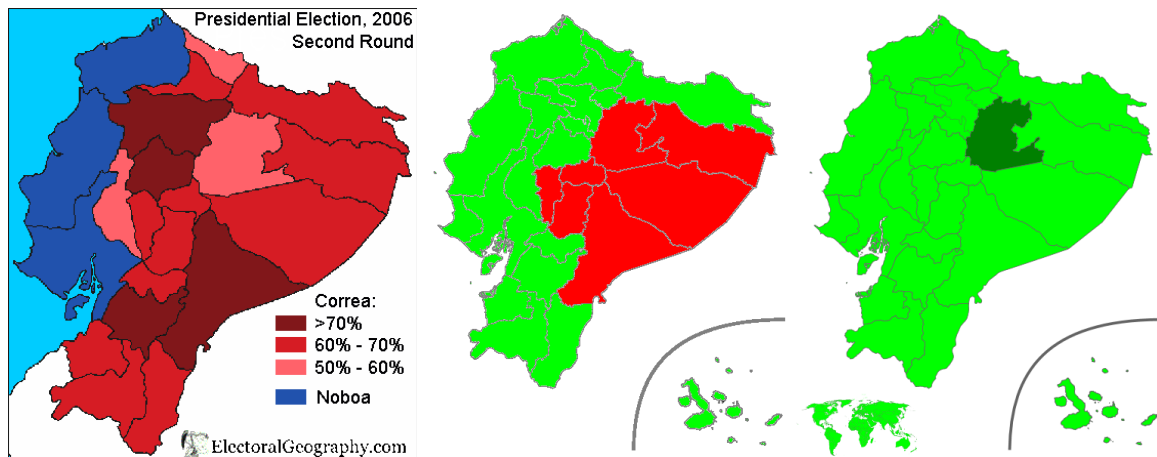 Presidential Election, 2006
Second Round
Correa:
>70%
60% - 70%
50% - 60%
Noboa
ElectoralGeography.com